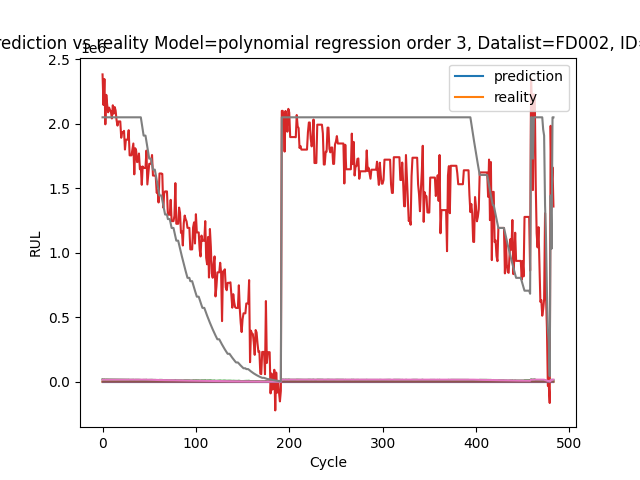 rediction vs reality Model=polynomial regression order 3, Datalist=FD002, ID=
1e6
prediction
reality
2.5
2.0
1.5
1.0
0.5
0.0
RUL
0 100 200 300 400 500
Cycle